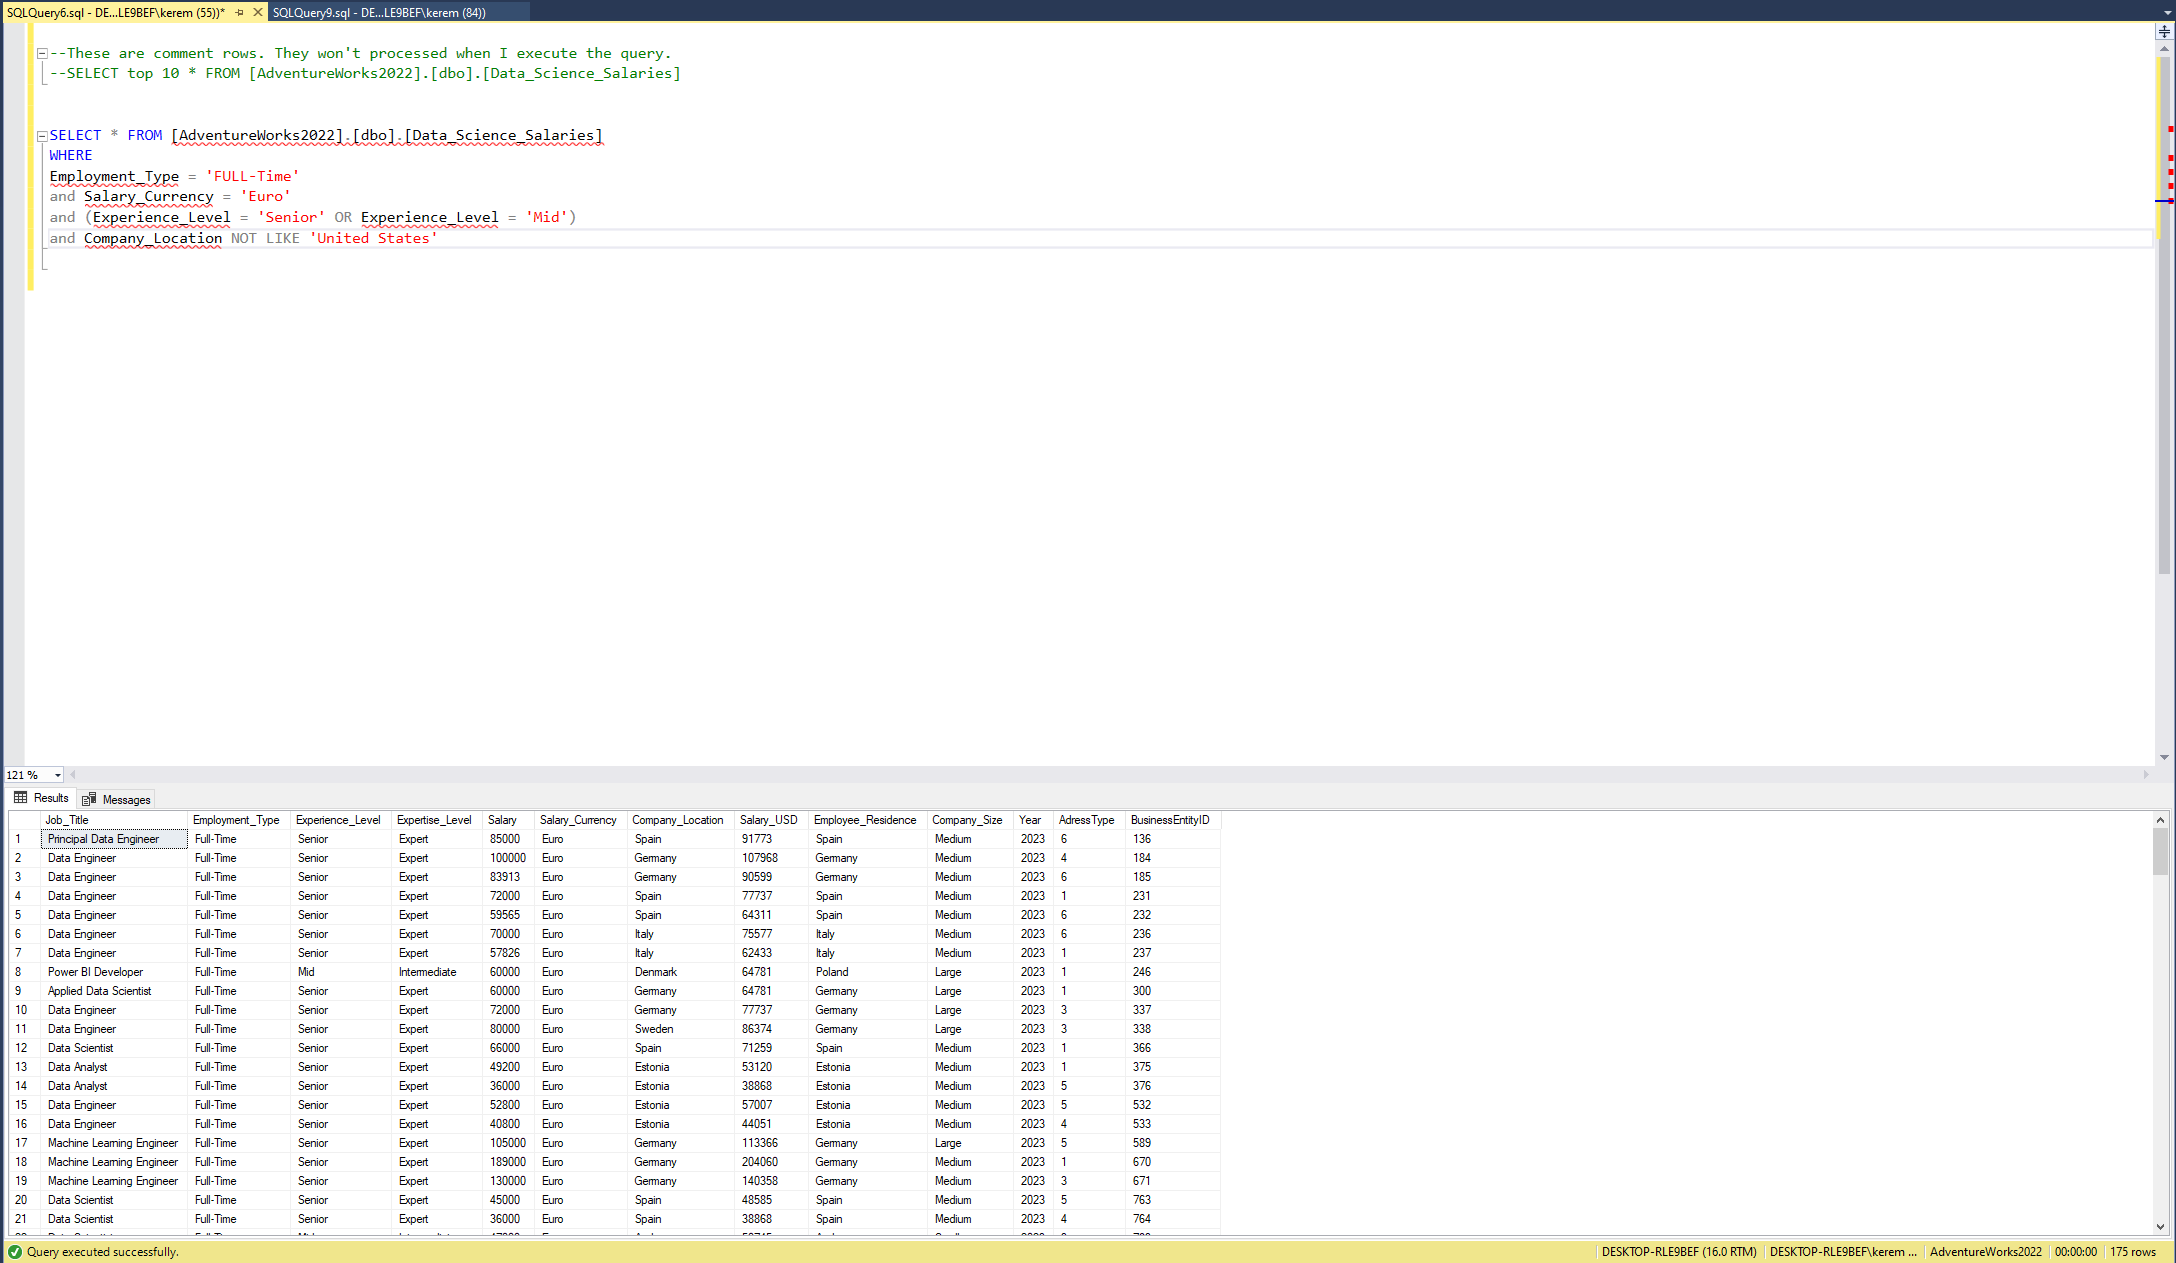 SQLQuery6.sql - DE...LE9BEF\kerem (55))* SQLQuery9.sql - DE...LE9BEF\kerem (84))
--These are comment rows. They won't processed when I execute the query.
--SELECT top 10 * FROM [AdventureWorks2022].[dbo].[Data_Science_Salaries]
SELECT * FROM [AdventureWorks2022].[dbo].[Data_Science_Salaries]
WHERE
Employment_Type = 'FULL-Time'
and Salary_Currency = 'Euro'
and (Experience_Level = 'Senior' OR Experience_Level = 'Mid')
and Company_Location NOT LIKE 'United States'
121 %
Results Messages
Job_Title Employment_Type Experience_Level Expertise_Level Salary Salary_Currency Company_Location Salary_USD Employee_Residence Company_Size Year AdressType BusinessEntityID
1 Principal Data Engineer Full-Time Senior Expert 85000 Euro Spain 91773 Spain Medium 2023 6 136
2 Data Engineer Full-Time Senior Expert 100000 Euro Germany 107968 Germany Medium 2023 4 184
3 Data Engineer Full-Time Senior Expert 83913 Euro Germany 90599 Germany Medium 2023 6 185
4 Data Engineer Full-Time Senior Expert 72000 Euro Spain 77737 Spain Medium 2023 1 231
5 Data Engineer Full-Time Senior Expert 59565 Euro Spain 64311 Spain Medium 2023 6 232
6 Data Engineer Full-Time Senior Expert 70000 Euro Italy 75577 Italy Medium 2023 6 236
7 Data Engineer Full-Time Senior Expert 57826 Euro Italy 62433 Italy Medium 2023 1 237
8 Power BI Developer Full-Time Mid Intermediate 60000 Euro Denmark 64781 Poland Large 2023 1 246
9 Applied Data Scientist Full-Time Senior Expert 60000 Euro Germany 64781 Germany Large 2023 1 300
10 Data Engineer Full-Time Senior Expert 72000 Euro Germany 77737 Germany Large 2023 3 337
11 Data Engineer Full-Time Senior Expert 80000 Euro Sweden 86374 Germany Large 2023 3 338
12 Data Scientist Full-Time Senior Expert 66000 Euro Spain 71259 Spain Medium 2023 1 366
13 Data Analyst Full-Time Senior Expert 49200 Euro Estonia 53120 Estonia Medium 2023 1 375
14 Data Analyst Full-Time Senior Expert 36000 Euro Estonia 38868 Estonia Medium 2023 5 376
15 Data Engineer Full-Time Senior Expert 52800 Euro Estonia 57007 Estonia Medium 2023 5 532
16 Data Engineer Full-Time Senior Expert 40800 Euro Estonia 44051 Estonia Medium 2023 4 533
17 Machine Learning Engineer Full-Time Senior Expert 105000 Euro Germany 113366 Germany Large 2023 5 589
18 Machine Learning Engineer Full-Time Senior Expert 189000 Euro Germany 204060 Germany Medium 2023 1 670
19 Machine Learning Engineer Full-Time Senior Expert 130000 Euro Germany 140358 Germany Medium 2023 3 671
20 Data Scientist Full-Time Senior Expert 45000 Euro Spain 48585 Spain Medium 2023 5 763
21 Data Scientist Full-Time Senior Expert 36000 Euro Spain 38868 Spain Medium 2023 4 764
Query executed successfully. DESKTOP-RLE9BEF (16.0 RTM) DESKTOP-RLE9BEF\kerem ... AdventureWorks2022 00:00:00 175 rows